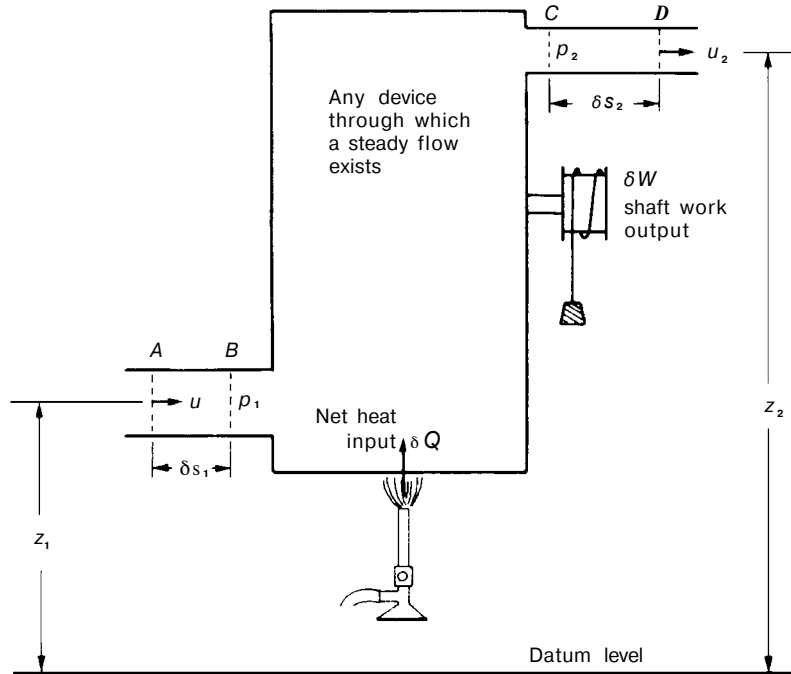 C D
p₂ u₂
δs₂
Any device
through which
a steady flow
exists
δW
shaft work
output
A B
u p₁
δs₁
Net heat
input δQ
z₁
z₂
Datum level